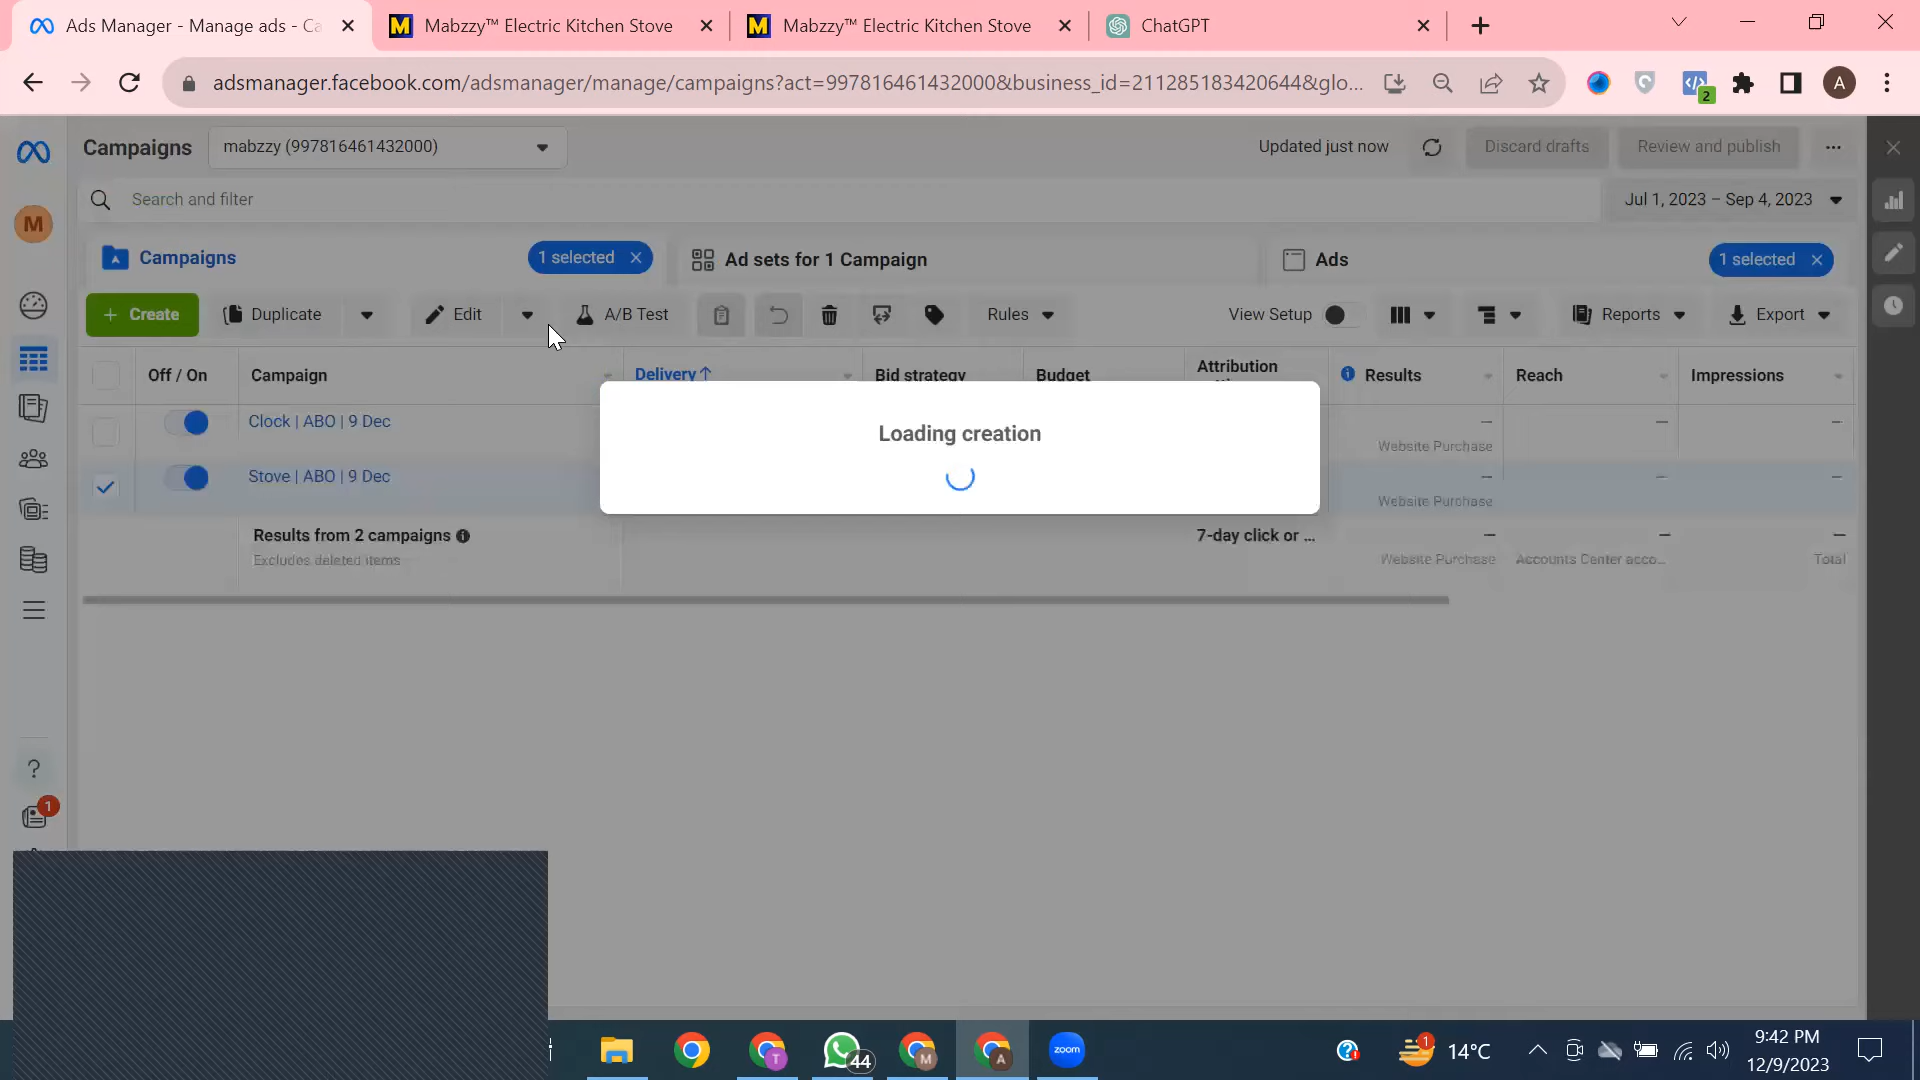 Ads Manager - Manage ads - Ca
Mabzzy™ Electric Kitchen Stove
Mabzzy™ Electric Kitchen Stove
ChatGPT
adsmanager.facebook.com/adsmanager/manage/campaigns?act=997816461432000&business_id=211285183420644&glo...
2
A
Campaigns
mabzzy (997816461432000)
Updated just now
Discard drafts
Review and publish
Search and filter
Jul 1, 2023 – Sep 4, 2023
M
Campaigns
1 selected
Ad sets for 1 Campaign
Ads
1 selected
+ Create
Duplicate
Edit
A/B Test
Rules
View Setup
Reports
Export
Off / On
Campaign
Delivery ↑
Bid strategy
Budget
Attribution
Results
Reach
Impressions
Clock | ABO | 9 Dec
—
Website Purchase
—
—
Stove | ABO | 9 Dec
—
Website Purchase
—
—
Loading creation
Results from 2 campaigns
Excludes deleted items
7-day click or ...
—
Website Purchase
—
Accounts Center acco...
—
Total
?
1
M
T
44
M
A
zoom
1
14°C
9:42 PM
12/9/2023